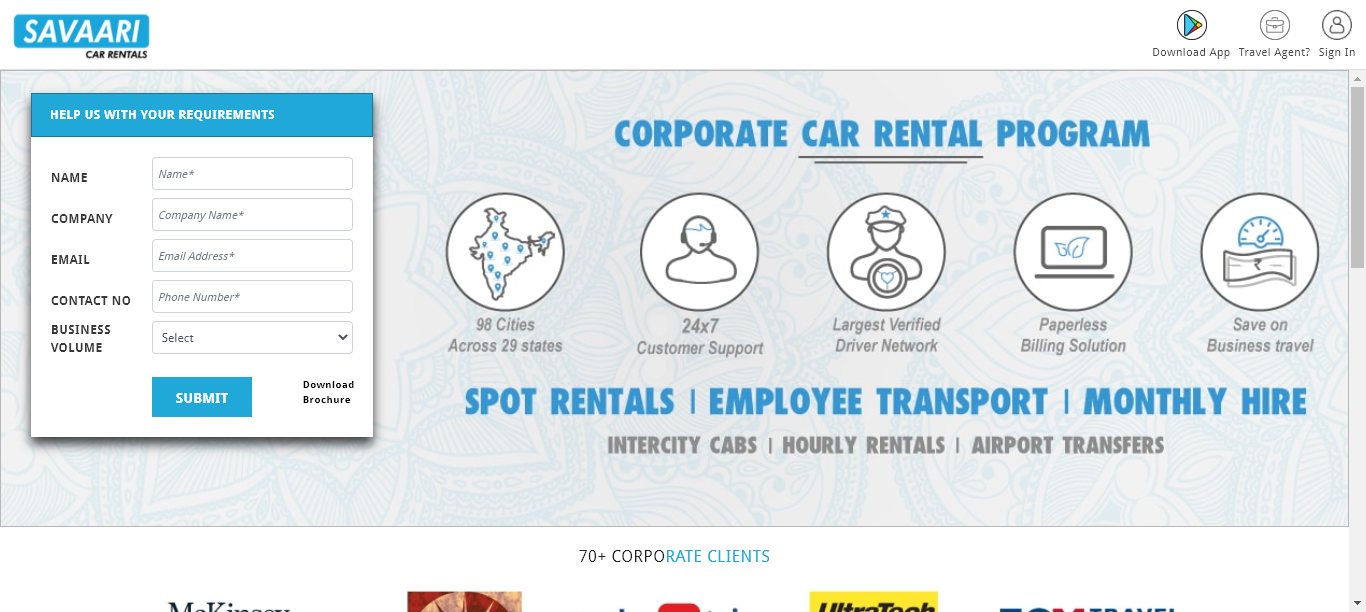 SAVAARI
CAR RENTALS
Download App
Travel Agent?
Sign In
HELP US WITH YOUR REQUIREMENTS
NAME
Name*
COMPANY
Company Name*
EMAIL
Email Address*
CONTACT NO
Phone Number*
BUSINESS
VOLUME
Select
SUBMIT
Download
Brochure
CORPORATE CAR RENTAL PROGRAM
98 Cities
Across 29 states
24x7
Customer Support
Largest Verified
Driver Network
Paperless
Billing Solution
₹
Save on
Business travel
SPOT RENTALS | EMPLOYEE TRANSPORT | MONTHLY HIRE
INTERCITY CABS | HOURLY RENTALS | AIRPORT TRANSFERS
70+ CORPORATE CLIENTS
McKinsey
UltraTech
TRAVEL